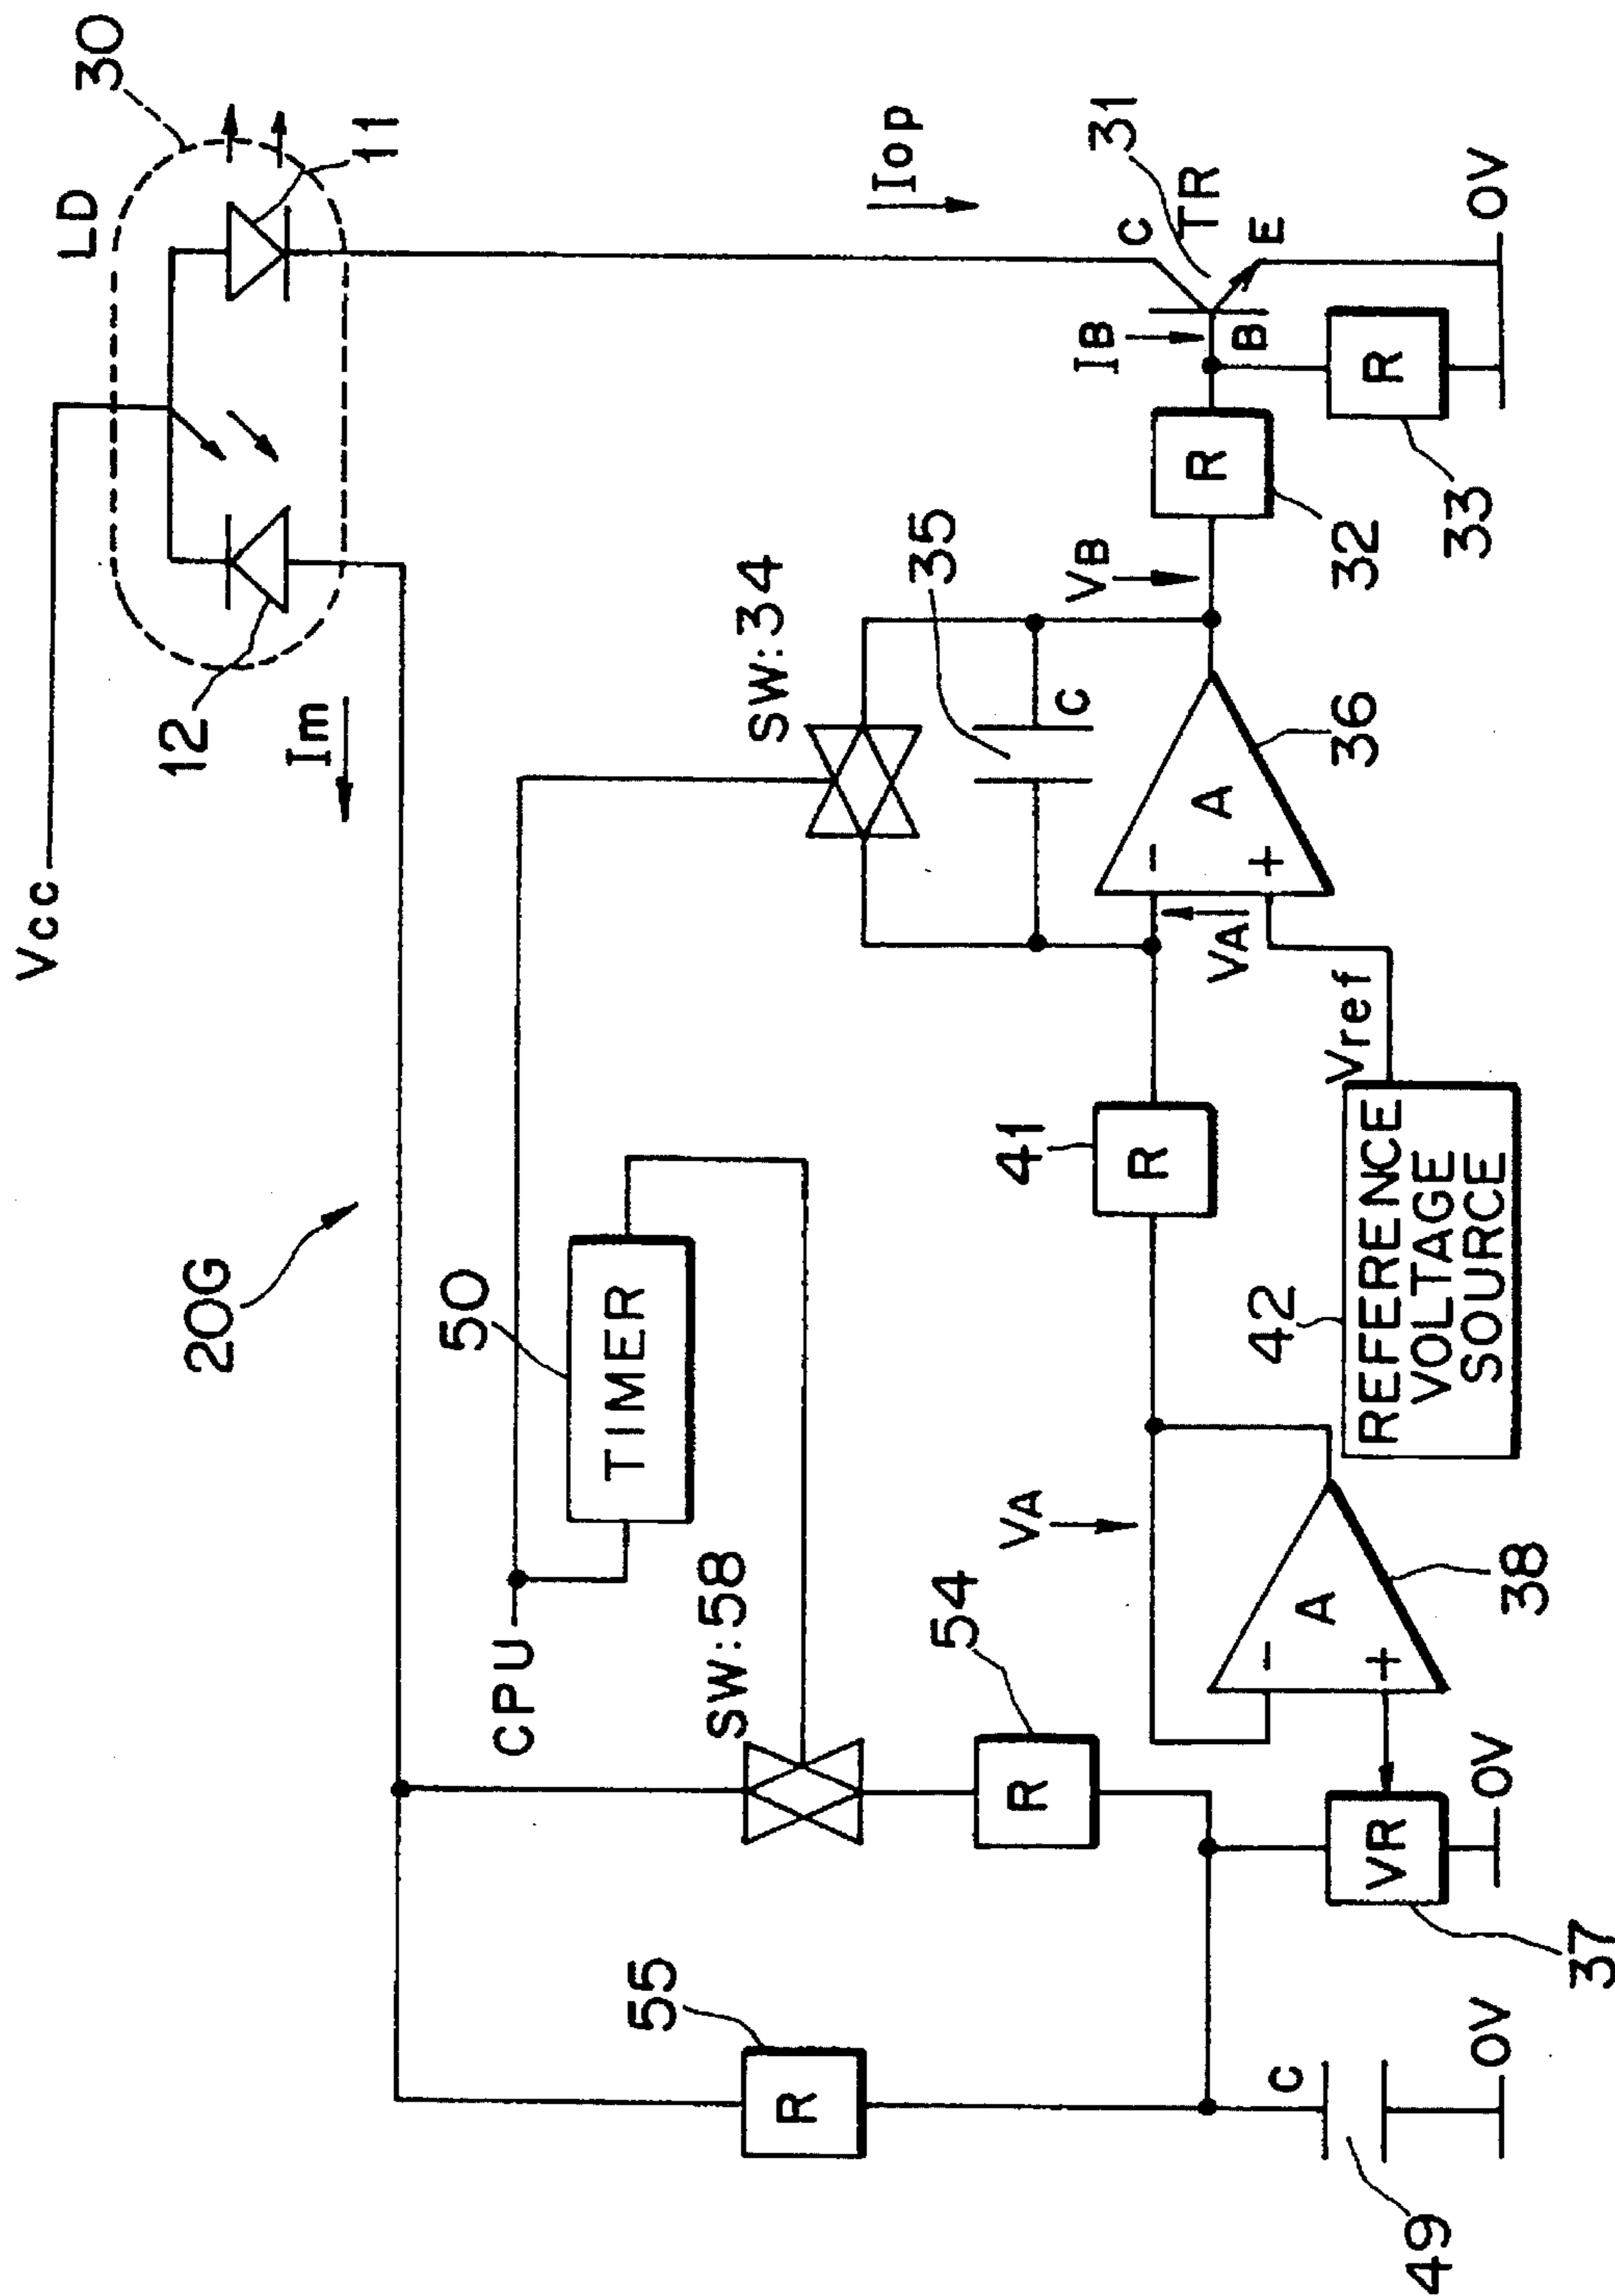 Vcc
LD
30
11
12
Im
Iop
20G
CPU
50
TIMER
SW:34
35
C
SW:58
55
R
54
R
41
R
VA
VA
VB
IB
C
TR
31
B
E
R
32
R
33
0V
A
-
+
36
Vref
42
REFERENCE
VOLTAGE
SOURCE
A
-
+
38
VR
37
0V
C
49
0V